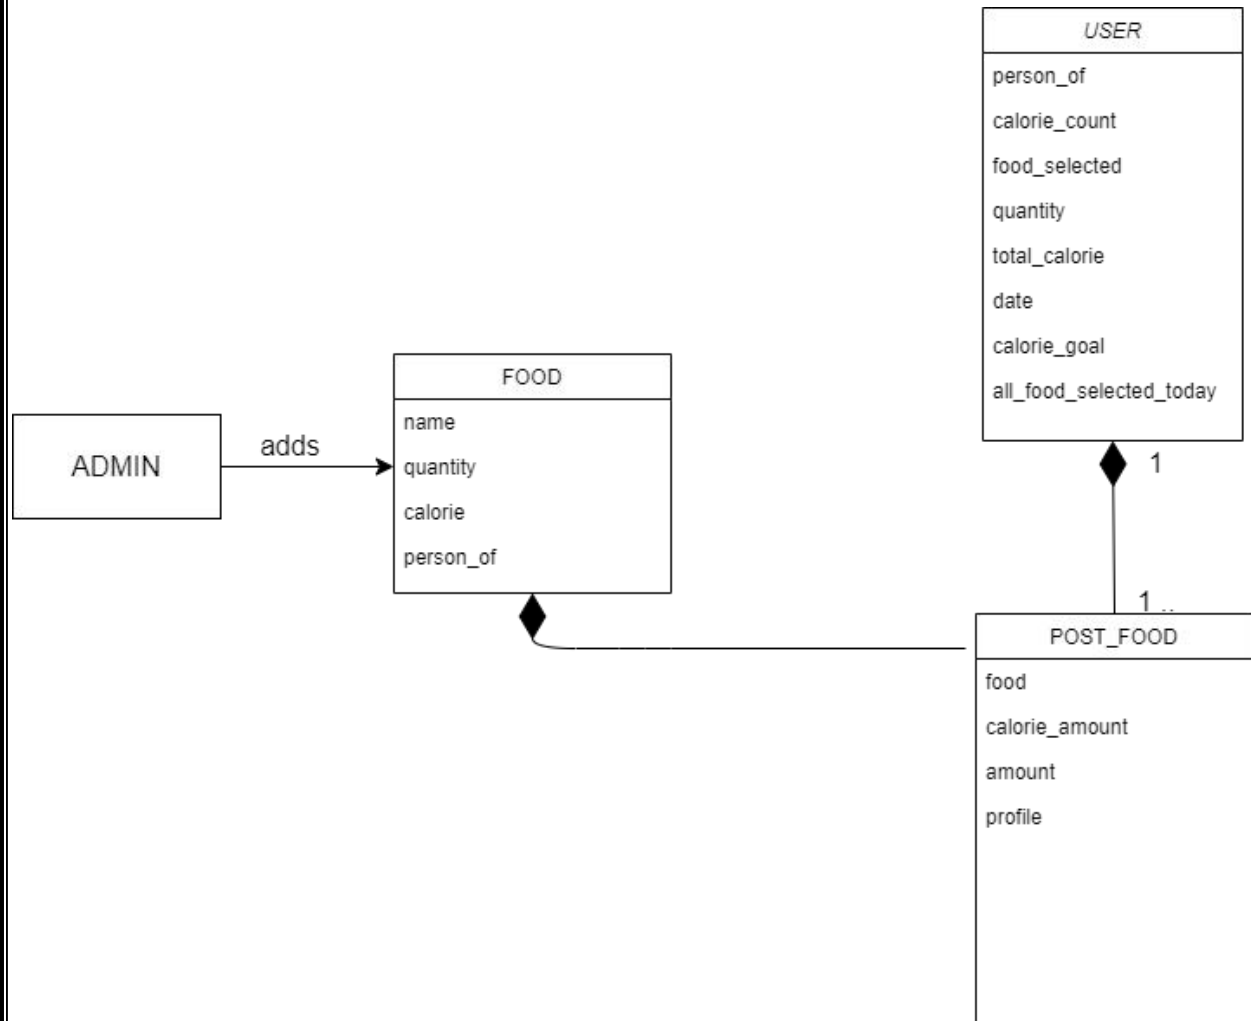 USER
person_of
calorie_count
food_selected
quantity
total_calorie
date
calorie_goal
all_food_selected_today
1
FOOD
name
quantity
calorie
person_of
ADMIN
adds
1 ..
POST_FOOD
food
calorie_amount
amount
profile